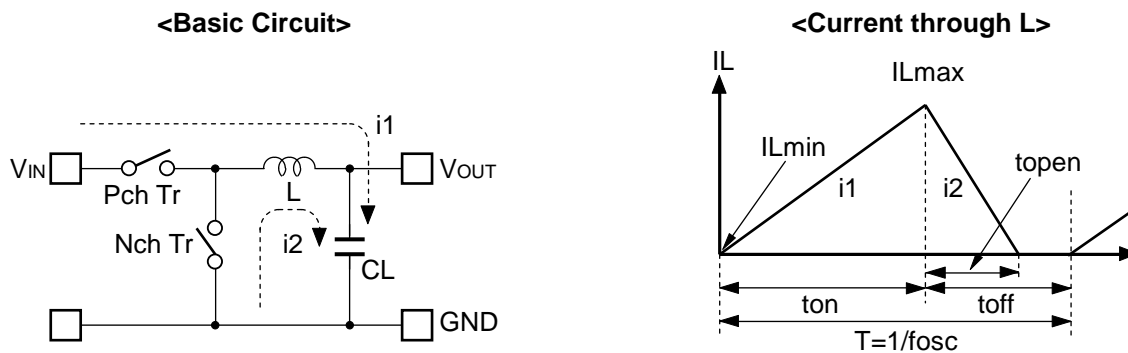 <Basic Circuit>
i1
VIN
Pch Tr
L
VOUT
Nch Tr
i2
CL
GND
<Current through L>
IL
ILmax
ILmin
topen
i1
i2
ton
toff
T=1/fosc